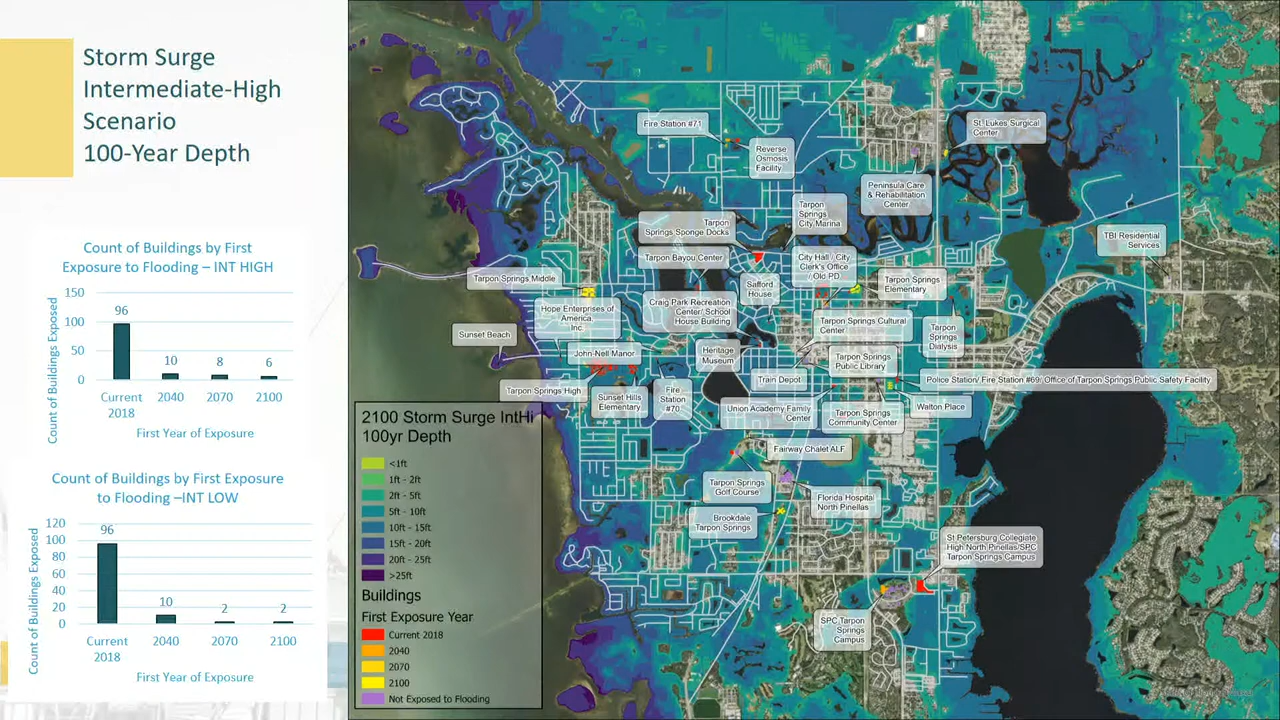 Storm Surge
Intermediate-High
Scenario
100-Year Depth
Count of Buildings by First
Exposure to Flooding – INT HIGH
Count of Buildings Exposed
150
100
50
0
96
10
8
6
Current
2018
2040
2070
2100
First Year of Exposure
Count of Buildings by First Exposure
to Flooding –INT LOW
Count of Buildings Exposed
120
100
80
60
40
20
0
96
10
2
2
Current
2018
2040
2070
2100
First Year of Exposure
Fire Station #71
Reverse
Osmosis
Facility
St. Lukes Surgical
Center
Peninsula Care
& Rehabilitation
Center
Tarpon
Springs
City Marina
Tarpon
Springs Sponge Docks
TBI Residential
Services
Tarpon Bayou Center
City Hall / City
Clerk's Office
/ Old PD
Tarpon Springs Middle
Tarpon Springs
Elementary
Safford
House
Hope Enterprises of
America,
Inc.
Craig Park Recreation
Center/ School
House Building
Tarpon Springs Cultural
Center
Tarpon
Springs
Dialysis
Sunset Beach
John-Nell Manor
Heritage
Museum
Tarpon Springs
Public Library
Train Depot
Police Station/ Fire Station #69/ Office of Tarpon Springs Public Safety Facility
Tarpon Springs High
Sunset Hills
Elementary
Fire
Station
#70
Union Academy Family
Center
Tarpon Springs
Community Center
Walton Place
Fairway Chalet ALF
Tarpon Springs
Golf Course
Florida Hospital
North Pinellas
Brookdale
Tarpon Springs
St Petersburg Collegiate
High North Pinellas/SPC
Tarpon Springs Campus
SPC Tarpon
Springs
Campus
2100 Storm Surge IntHi
100yr Depth
<1ft
1ft - 2ft
2ft - 5ft
5ft - 10ft
10ft - 15ft
15ft - 20ft
20ft - 25ft
>25ft
Buildings
First Exposure Year
Current 2018
2040
2070
2100
Not Exposed to Flooding